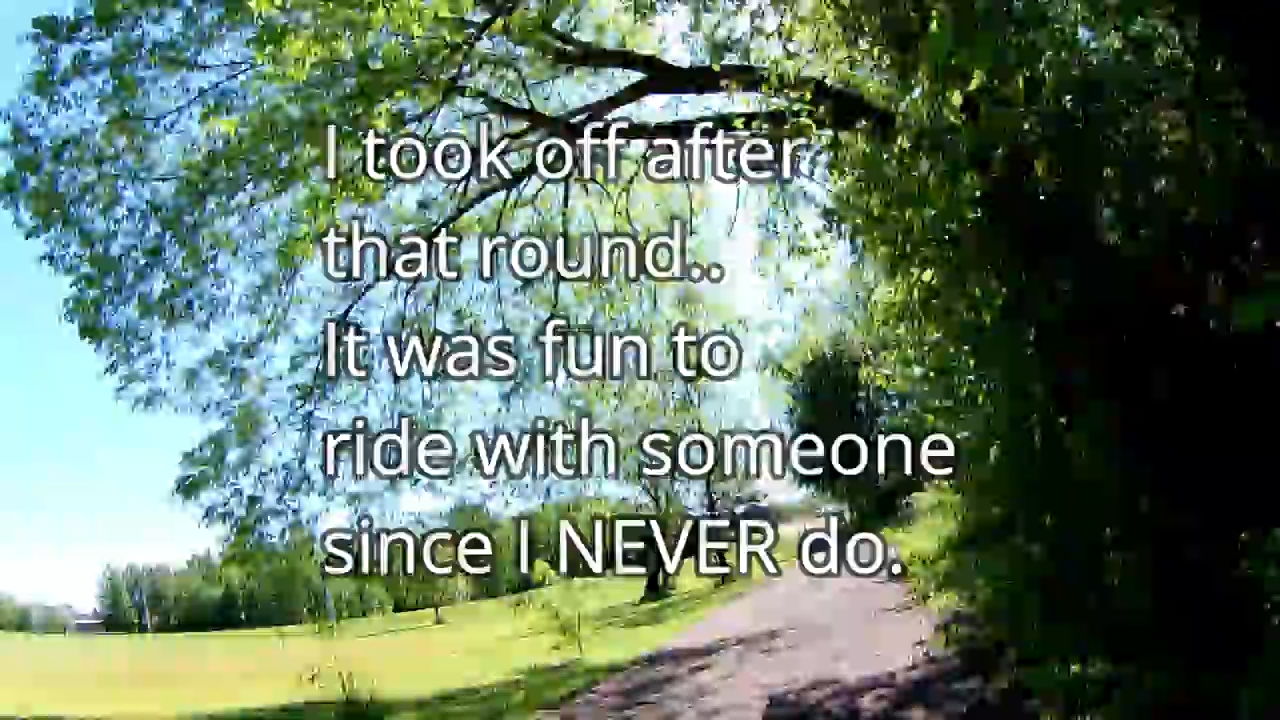 I took off after
that round..
It was fun to
ride with someone
since I NEVER do.